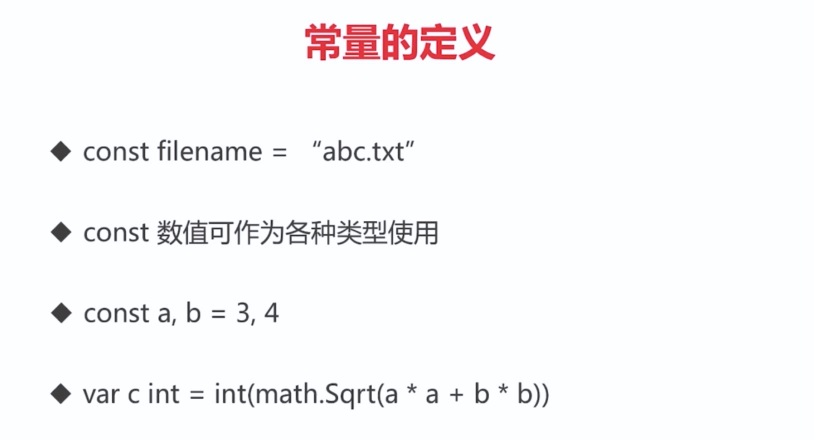 常量的定义
◆ const filename = “abc.txt”
◆ const 数值可作为各种类型使用
◆ const a, b = 3, 4
◆ var c int = int(math.Sqrt(a * a + b * b))